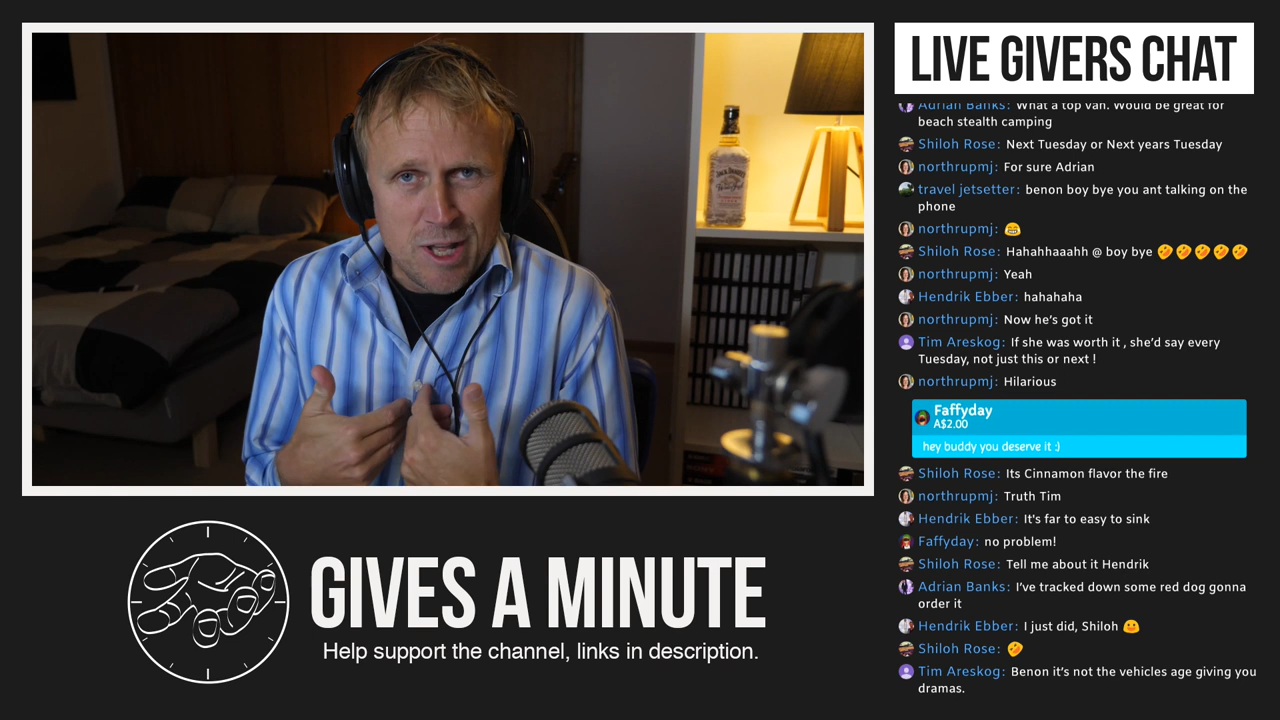 LIVE GIVERS CHAT
Adrian Banks: What a top van. Would be great for
beach stealth camping
Shiloh Rose: Next Tuesday or Next years Tuesday
northrupmj: For sure Adrian
travel jetsetter: benon boy bye you ant talking on the
phone
northrupmj: 😁
Shiloh Rose: Hahahhaaahh @ boy bye 🤣🤣🤣🤣🤣
northrupmj: Yeah
Hendrik Ebber: hahahaha
northrupmj: Now he's got it
Tim Areskog: If she was worth it , she'd say every
Tuesday, not just this or next !
northrupmj: Hilarious
Faffyday
A$2.00
hey buddy you deserve it :)
Shiloh Rose: Its Cinnamon flavor the fire
northrupmj: Truth Tim
Hendrik Ebber: It's far to easy to sink
Faffyday: no problem!
Shiloh Rose: Tell me about it Hendrik
Adrian Banks: I've tracked down some red dog gonna
order it
Hendrik Ebber: I just did, Shiloh 😛
Shiloh Rose: 🤣
Tim Areskog: Benon it's not the vehicles age giving you
dramas.
JACK DANIEL'S
GIVES A MINUTE
Help support the channel, links in description.